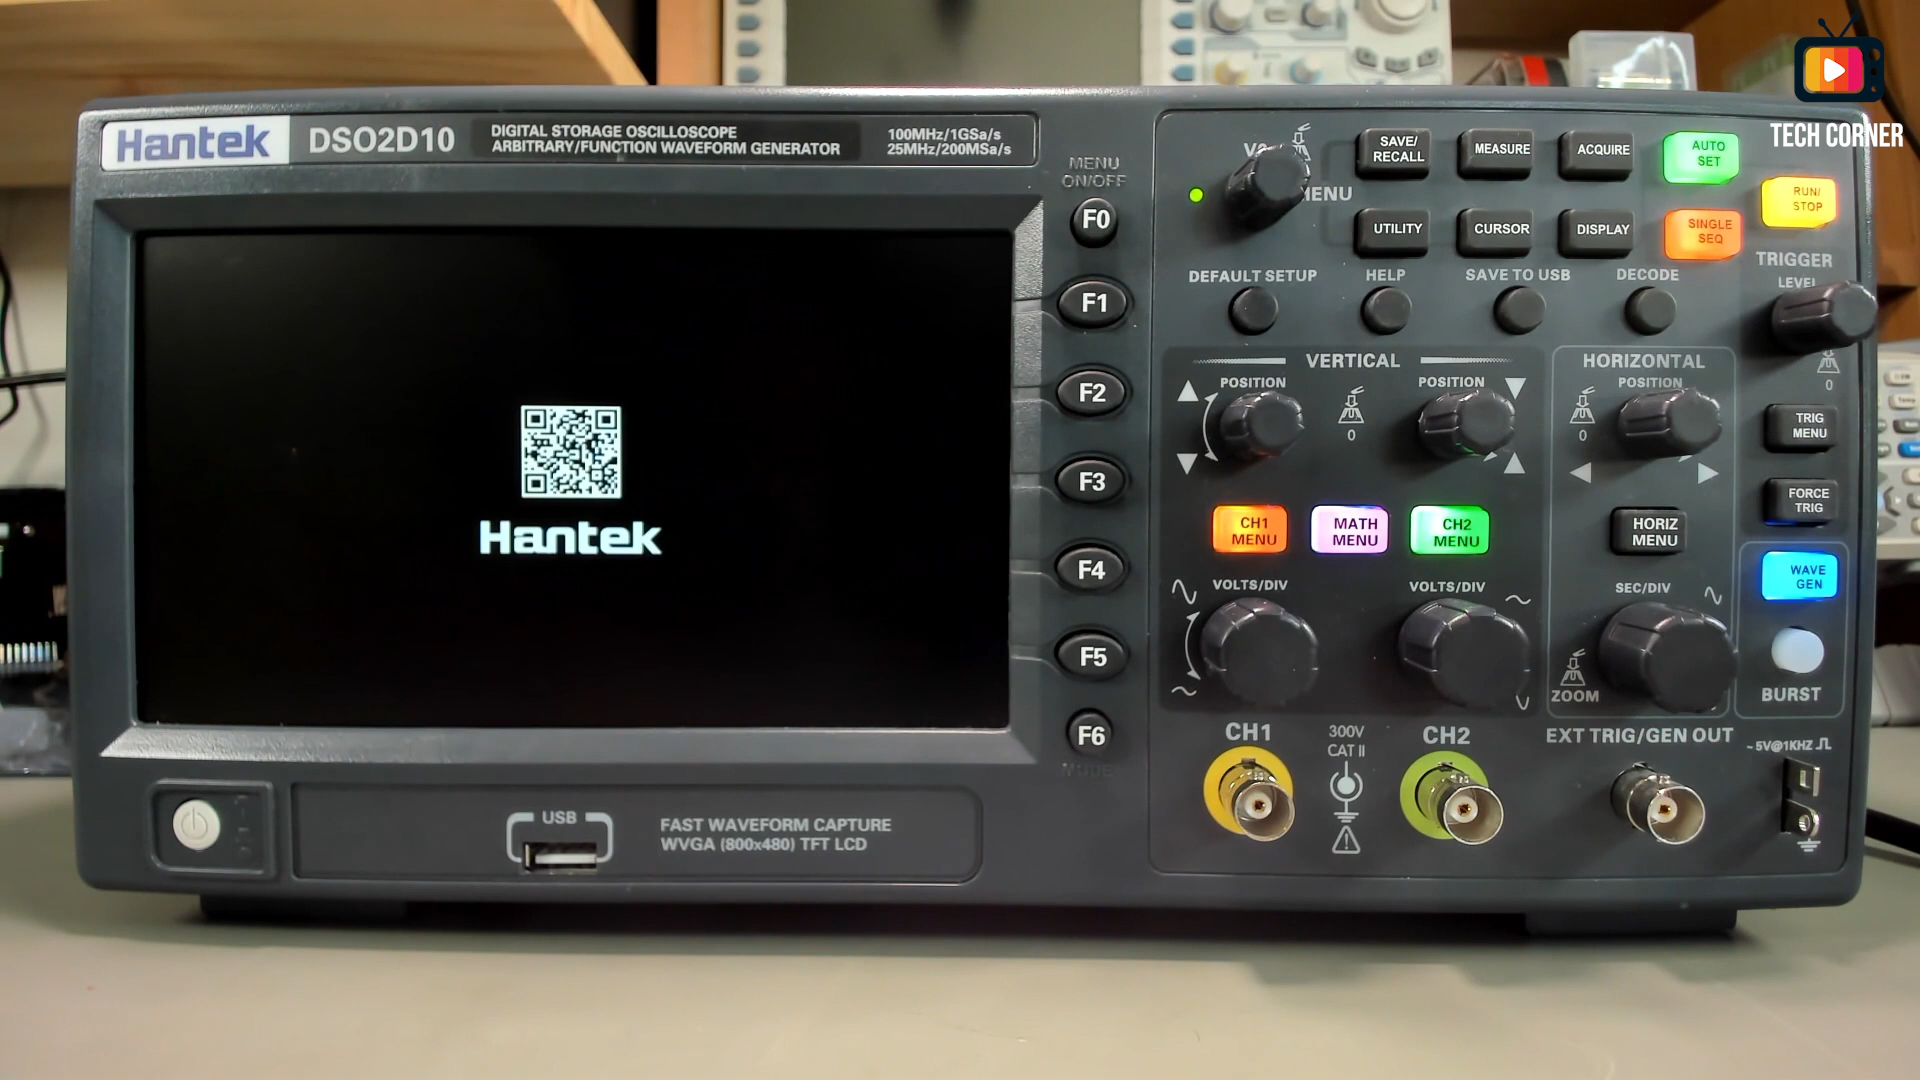 Hantek
DSO2D10
DIGITAL STORAGE OSCILLOSCOPE
ARBITRARY/FUNCTION WAVEFORM GENERATOR
100MHz/1GSa/s
25MHz/200MSa/s
MENU
ON/OFF
F0
F1
F2
F3
F4
F5
F6
Hantek
USB
FAST WAVEFORM CAPTURE
WVGA (800x480) TFT LCD
V0
MENU
SAVE/
RECALL
MEASURE
ACQUIRE
AUTO
SET
RUN/
STOP
UTILITY
CURSOR
DISPLAY
SINGLE
SEQ
DEFAULT SETUP
HELP
SAVE TO USB
DECODE
TRIGGER
LEVEL
0
VERTICAL
POSITION
0
POSITION
HORIZONTAL
POSITION
0
TRIG
MENU
FORCE
TRIG
CH1
MENU
MATH
MENU
CH2
MENU
HORIZ
MENU
WAVE
GEN
VOLTS/DIV
VOLTS/DIV
SEC/DIV
ZOOM
BURST
CH1
300V
CAT II
CH2
EXT TRIG/GEN OUT
~5V@1KHZ
TECH CORNER